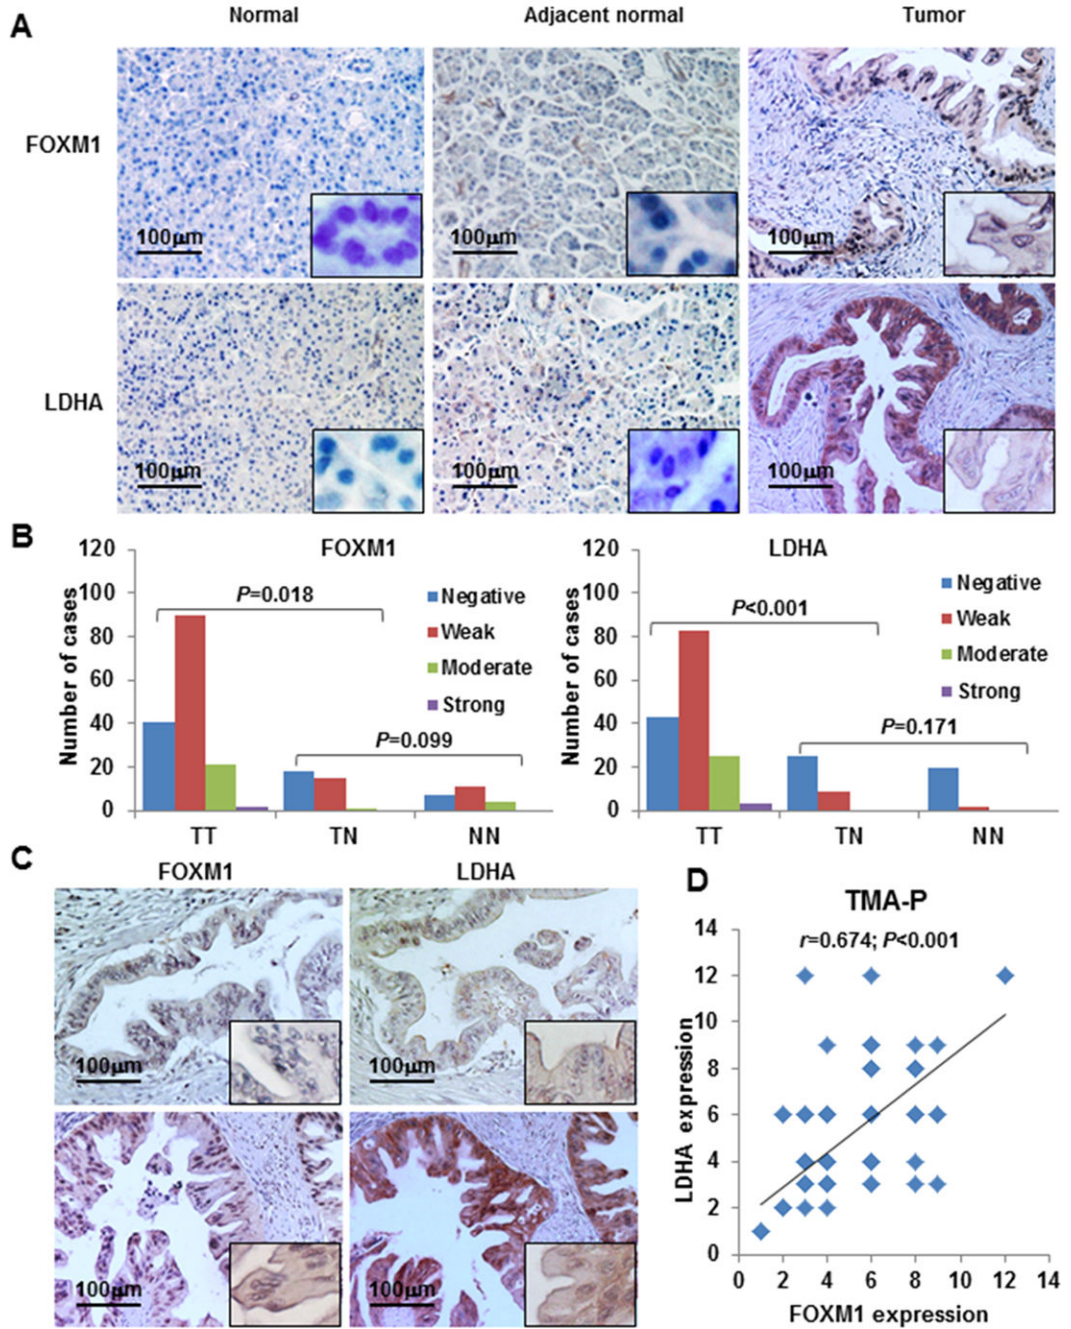 A
Normal
Adjacent normal
Tumor
FOXM1
100μm
100μm
100μm
LDHA
100μm
100μm
100μm
B
FOXM1
Number of cases
120
100
80
60
40
20
0
P=0.018
P=0.099
Negative
Weak
Moderate
Strong
TT
TN
NN
LDHA
Number of cases
120
100
80
60
40
20
0
P<0.001
P=0.171
Negative
Weak
Moderate
Strong
TT
TN
NN
C
FOXM1
LDHA
100μm
100μm
100μm
100μm
D
TMA-P
r=0.674; P<0.001
LDHA expression
14
12
10
8
6
4
2
0
0 2 4 6 8 10 12 14
FOXM1 expression